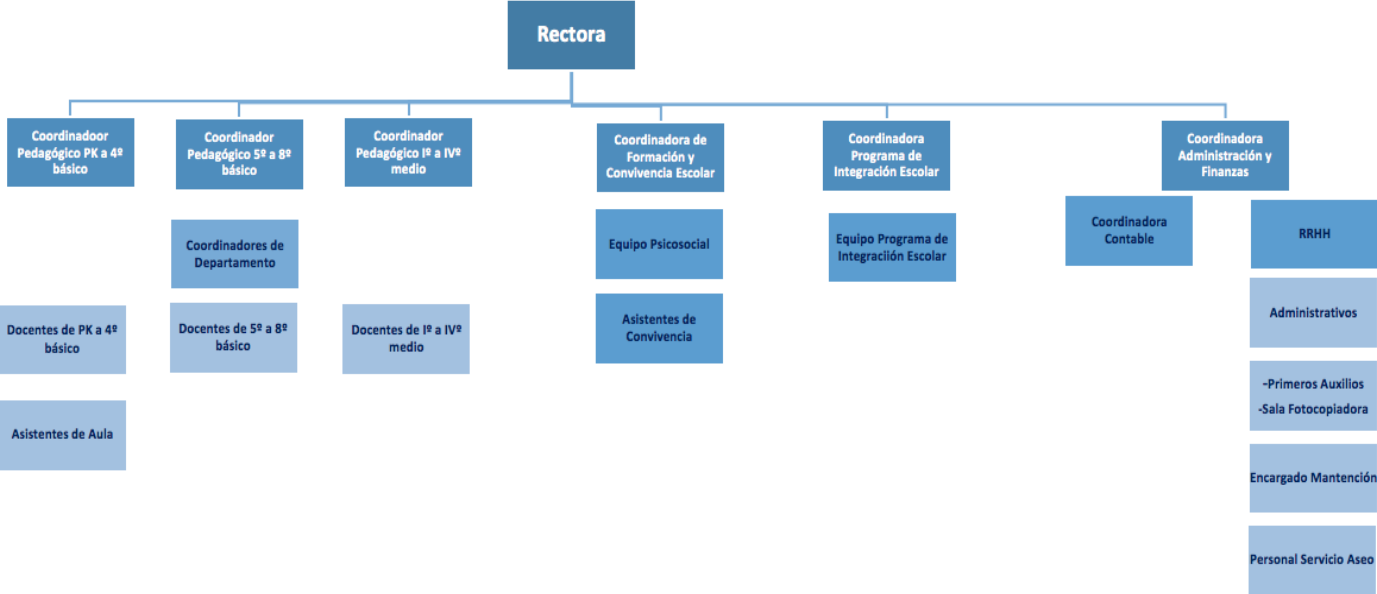 Rectora
Coordinadoor
Pedagógico PK a 4º
básico
Coordinador
Pedagógico 5º a 8º
básico
Coordinador
Pedagógico Iº a IVº
medio
Coordinadora de
Formación y
Convivencia Escolar
Coordinadora
Programa de
Integración Escolar
Coordinadora
Administración y
Finanzas
Coordinadores de
Departamento
Equipo Psicosocial
Equipo Programa de
Integraciión Escolar
Coordinadora
Contable
RRHH
Docentes de PK a 4º
básico
Docentes de 5º a 8º
básico
Docentes de Iº a IVº
medio
Asistentes de
Convivencia
Administrativos
-Primeros Auxilios
-Sala Fotocopiadora
Asistentes de Aula
Encargado Mantención
Personal Servicio Aseo